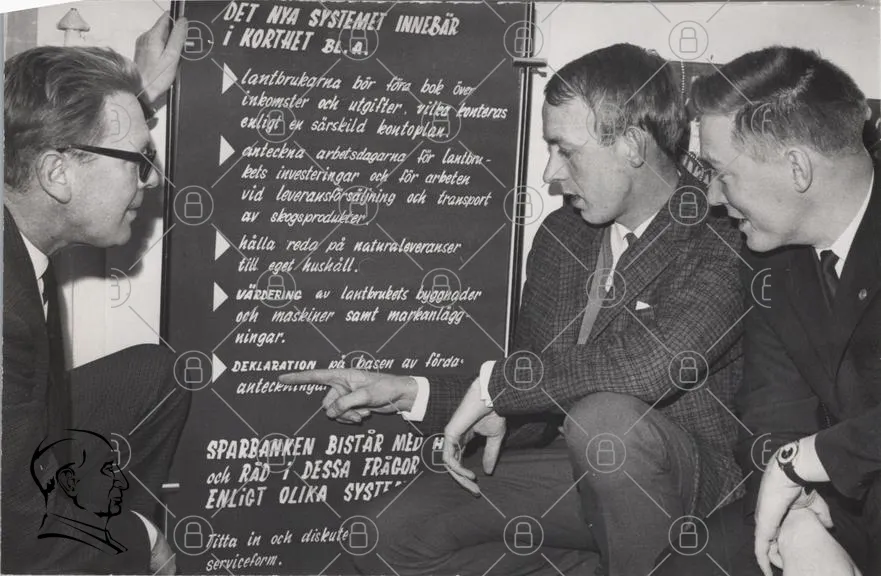 DET NYA SYSTEMET INNEBÄR
I KORTHET BL.A.
lantbrukarna bör föra bok över
inkomster och utgifter, vilka konteras
enligt en särskild kontoplan.
anteckna arbetsdagarna för lantbru-
kets investeringar och för arbeten
vid leveransförsäljning och transport
av skogsprodukter.
hålla reda på naturaleveranser
till eget hushåll.
VÄRDERING av lantbrukets byggnader
och maskiner samt markanlägg-
ningar.
DEKLARATION på basen av förda
anteckningar
SPARBANKEN BISTÅR MED H
och RÅD I DESSA FRÅGOR
ENLIGT OLIKA SYSTE
Titta in och diskute
serviceform.